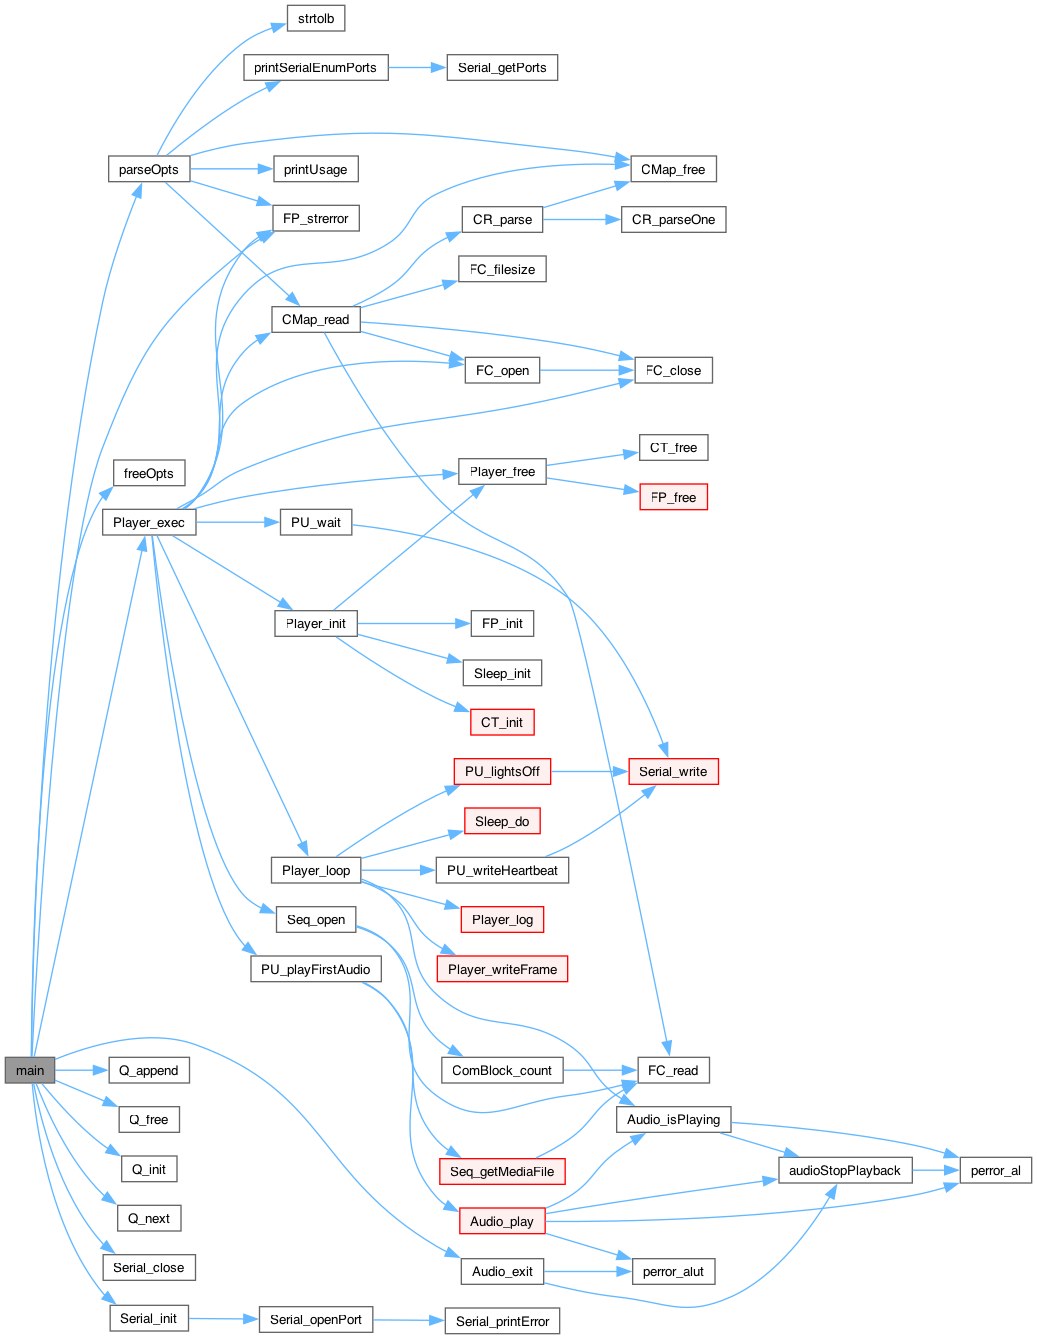 strtolb
printSerialEnumPorts
Serial_getPorts
parseOpts
printUsage
CMap_free
FP_strerror
CR_parse
CR_parseOne
FC_filesize
CMap_read
FC_open
FC_close
freeOpts
Player_free
CT_free
FP_free
Player_exec
PU_wait
Player_init
FP_init
Sleep_init
CT_init
PU_lightsOff
Serial_write
Sleep_do
Player_loop
PU_writeHeartbeat
Seq_open
Player_log
PU_playFirstAudio
Player_writeFrame
main
Q_append
ComBlock_count
FC_read
Q_free
Audio_isPlaying
Q_init
Seq_getMediaFile
audioStopPlayback
perror_al
Q_next
Audio_play
Serial_close
Audio_exit
perror_alut
Serial_init
Serial_openPort
Serial_printError